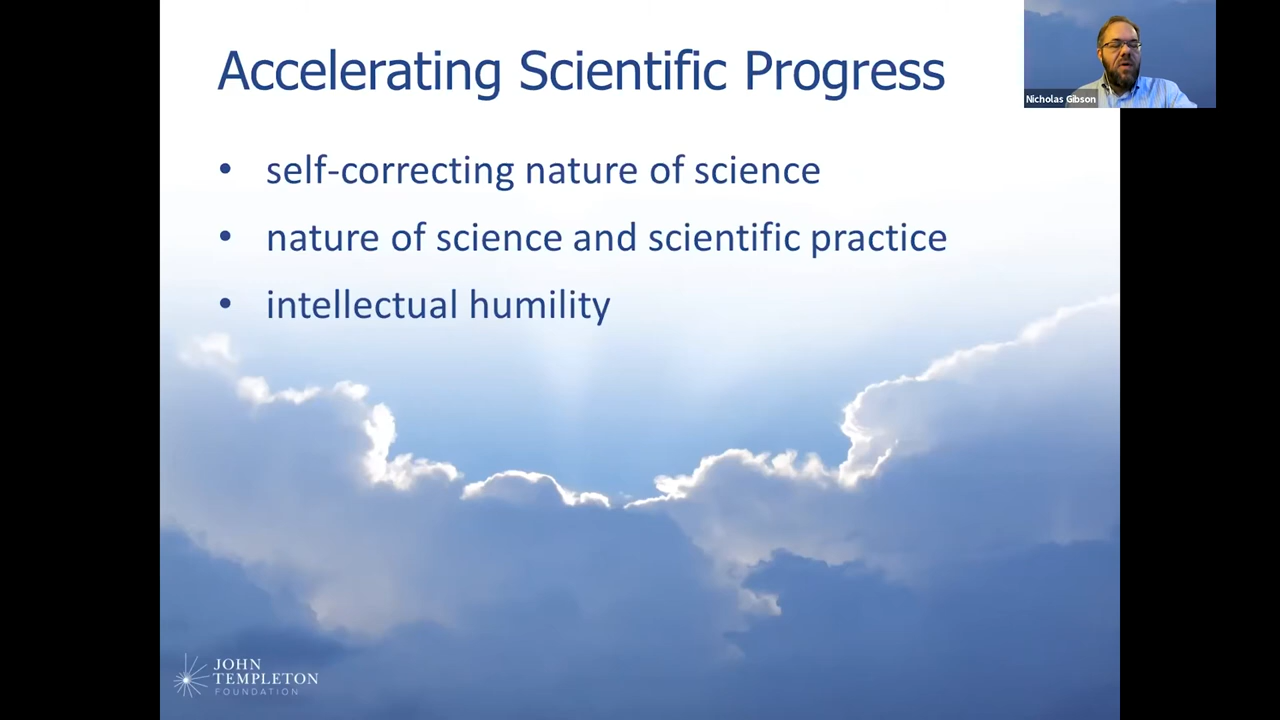 Accelerating Scientific Progress
Nicholas Gibson
• self-correcting nature of science
• nature of science and scientific practice
• intellectual humility
JOHN
TEMPLETON
FOUNDATION